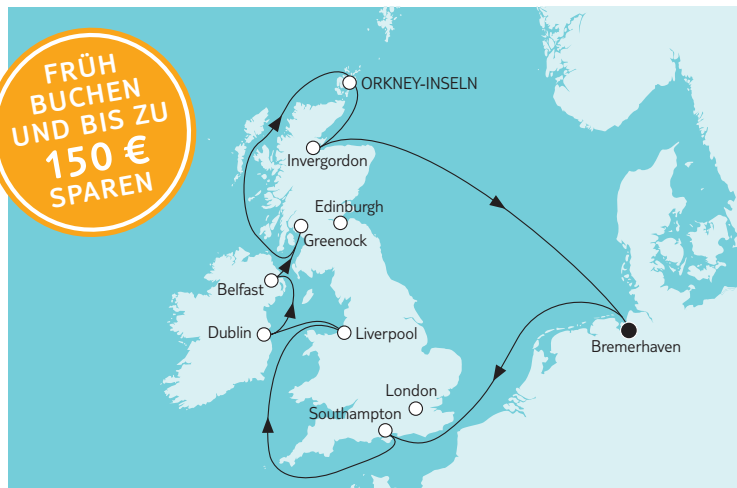 FRÜH
BUCHEN
UND BIS ZU
150 €
SPAREN
ORKNEY-INSELN
Invergordon
Edinburgh
Greenock
Belfast
Dublin
Liverpool
Bremerhaven
London
Southampton